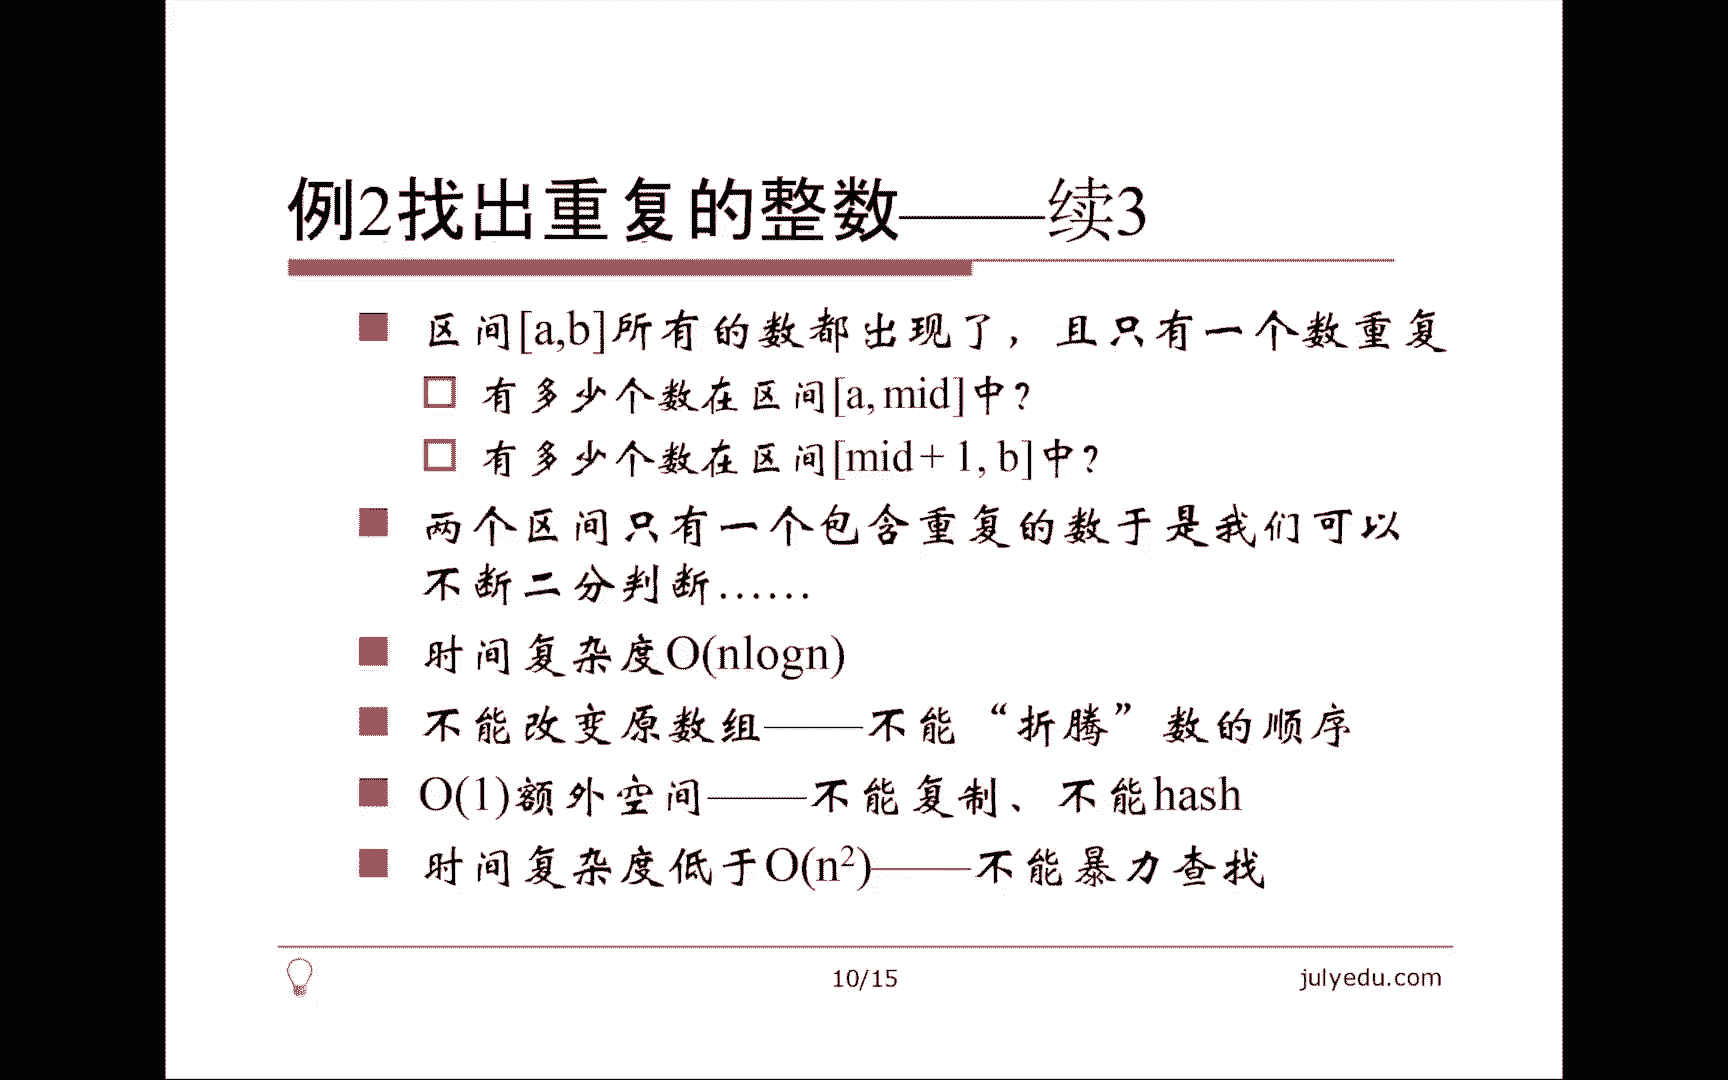 例2找出重复的整数——续3
区间[a,b]所有的数都出现了，且只有一个数重复
有多少个数在区间[a, mid]中?
有多少个数在区间[mid+1, b]中?
两个区间只有一个包含重复的数于是我们可以
不断二分判断……
时间复杂度O(nlogn)
不能改变原数组——不能“折腾”数的顺序
O(1)额外空间——不能复制、不能hash
时间复杂度低于O(n²)——不能暴力查找
10/15
julyedu.com